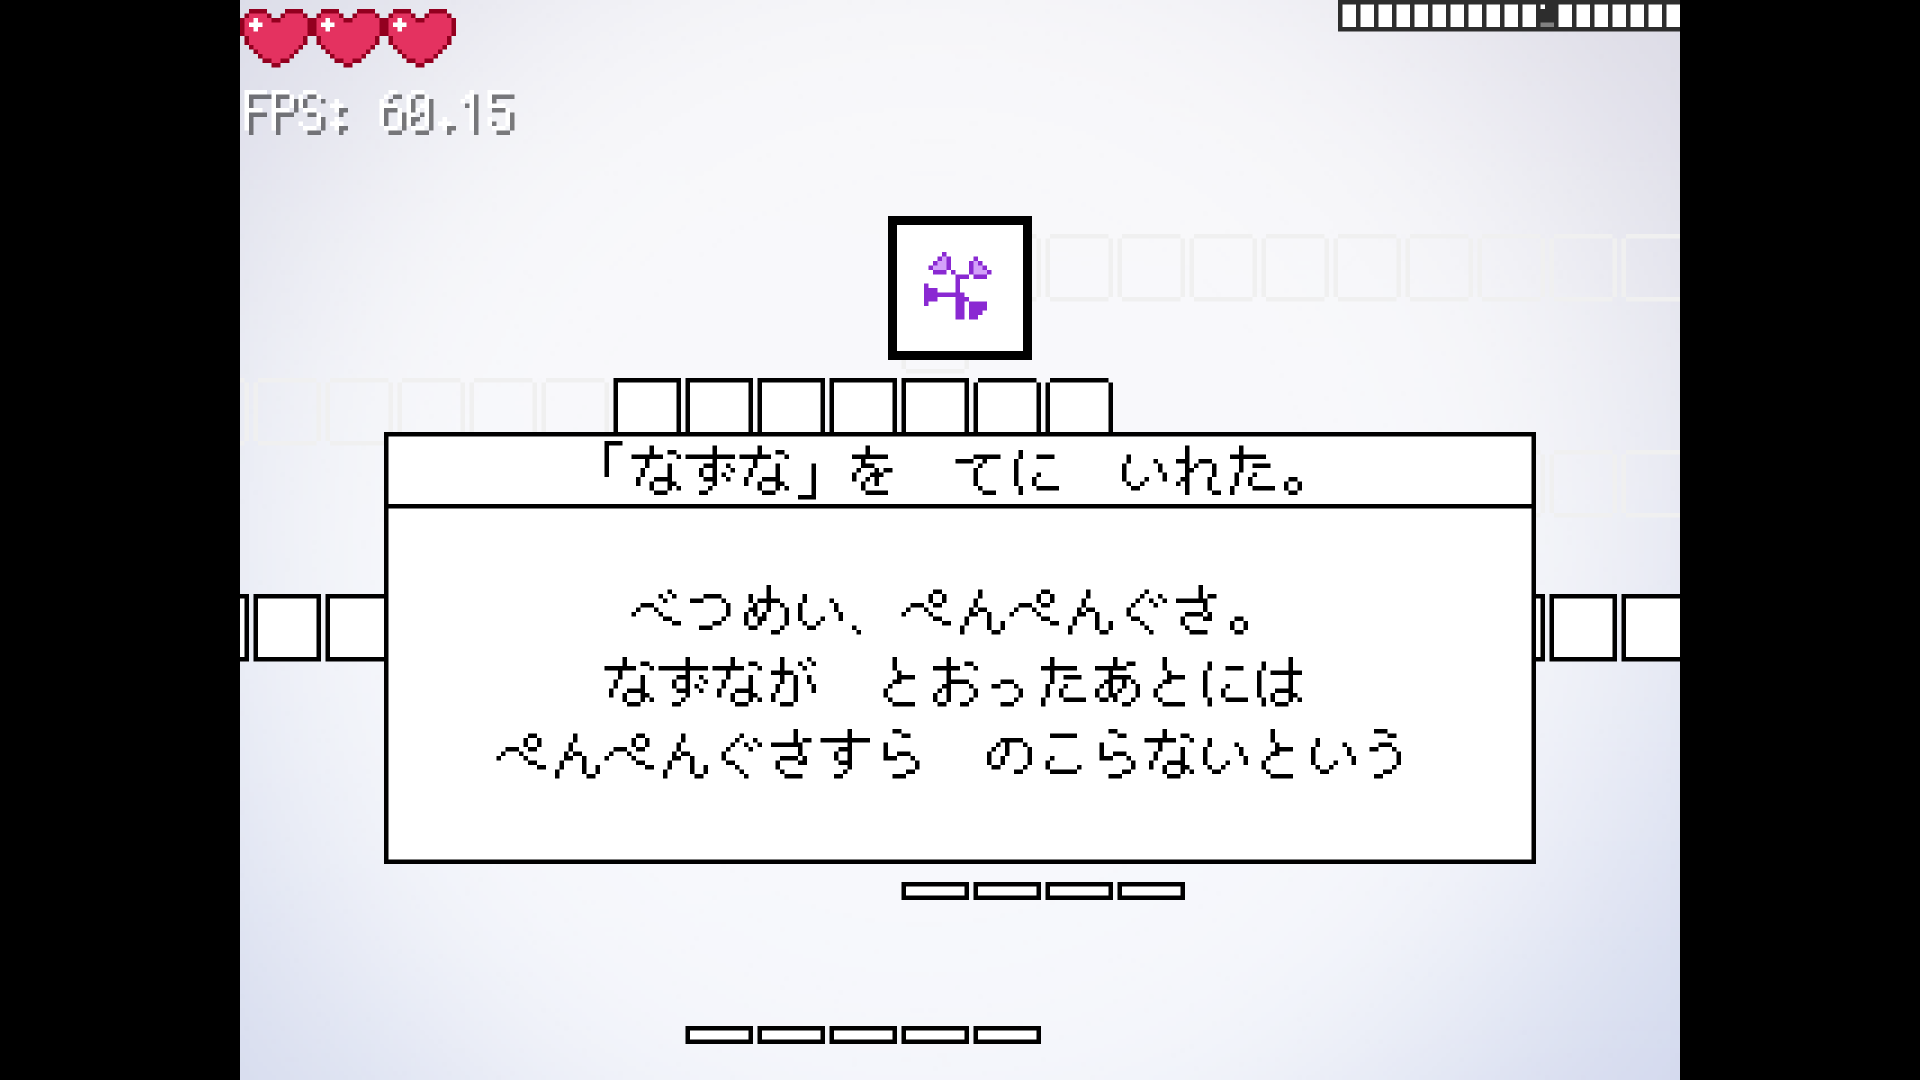 FPS: 60.15
「なずな」を　てに　いれた。
べつめい、ぺんぺんぐさ。
なずなが　とおったあとには
ぺんぺんぐさすら　のこらないという